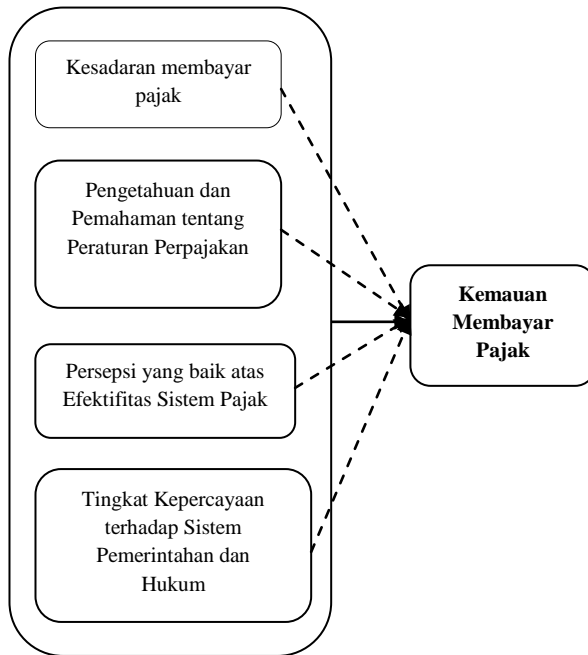 Kesadaran membayar
pajak
Pengetahuan dan
Pemahaman tentang
Peraturan Perpajakan
Persepsi yang baik atas
Efektifitas Sistem Pajak
Tingkat Kepercayaan
terhadap Sistem
Pemerintahan dan
Hukum
Kemauan
Membayar
Pajak